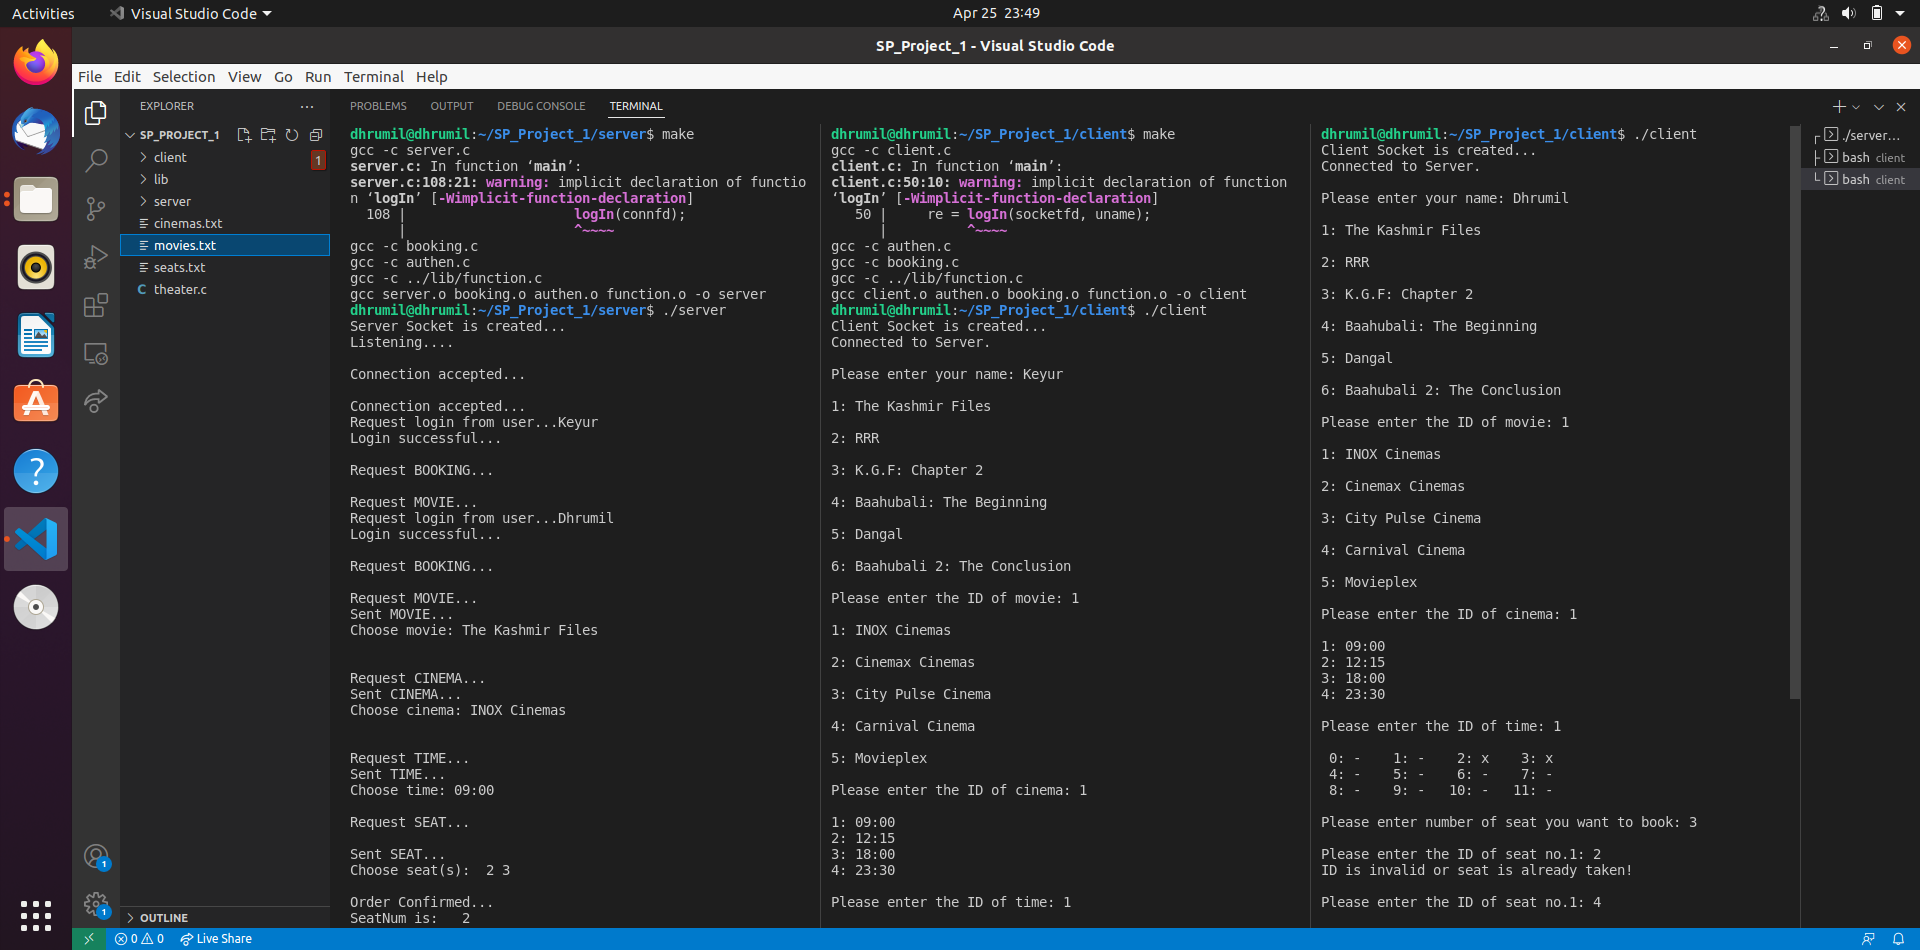 Activities
Visual Studio Code
Apr 25 23:49
SP_Project_1 - Visual Studio Code
File Edit Selection View Go Run Terminal Help
EXPLORER
SP_PROJECT_1
client
1
lib
server
cinemas.txt
movies.txt
seats.txt
C theater.c
OUTLINE
1
1
PROBLEMS OUTPUT DEBUG CONSOLE TERMINAL
dhrumil@dhrumil:~/SP_Project_1/server$ make
gcc -c server.c
server.c: In function ‘main’:
server.c:108:21: warning: implicit declaration of functio
n ‘logIn’ [-Wimplicit-function-declaration]
108 | logIn(connfd);
| ^~~~~
gcc -c booking.c
gcc -c authen.c
gcc -c ../lib/function.c
gcc server.o booking.o authen.o function.o -o server
dhrumil@dhrumil:~/SP_Project_1/server$ ./server
Server Socket is created...
Listening....
Connection accepted...
Connection accepted...
Request login from user...Keyur
Login successful...
Request BOOKING...
Request MOVIE...
Request login from user...Dhrumil
Login successful...
Request BOOKING...
Request MOVIE...
Sent MOVIE...
Choose movie: The Kashmir Files
Request CINEMA...
Sent CINEMA...
Choose cinema: INOX Cinemas
Request TIME...
Sent TIME...
Choose time: 09:00
Request SEAT...
Sent SEAT...
Choose seat(s): 2 3
Order Confirmed...
SeatNum is: 2
dhrumil@dhrumil:~/SP_Project_1/client$ make
gcc -c client.c
client.c: In function ‘main’:
client.c:50:10: warning: implicit declaration of function
‘logIn’ [-Wimplicit-function-declaration]
50 | re = logIn(socketfd, uname);
| ^~~~~
gcc -c authen.c
gcc -c booking.c
gcc -c ../lib/function.c
gcc client.o authen.o booking.o function.o -o client
dhrumil@dhrumil:~/SP_Project_1/client$ ./client
Client Socket is created...
Connected to Server.
Please enter your name: Keyur
1: The Kashmir Files
2: RRR
3: K.G.F: Chapter 2
4: Baahubali: The Beginning
5: Dangal
6: Baahubali 2: The Conclusion
Please enter the ID of movie: 1
1: INOX Cinemas
2: Cinemax Cinemas
3: City Pulse Cinema
4: Carnival Cinema
5: Movieplex
Please enter the ID of cinema: 1
1: 09:00
2: 12:15
3: 18:00
4: 23:30
Please enter the ID of time: 1
dhrumil@dhrumil:~/SP_Project_1/client$ ./client
Client Socket is created...
Connected to Server.
Please enter your name: Dhrumil
1: The Kashmir Files
2: RRR
3: K.G.F: Chapter 2
4: Baahubali: The Beginning
5: Dangal
6: Baahubali 2: The Conclusion
Please enter the ID of movie: 1
1: INOX Cinemas
2: Cinemax Cinemas
3: City Pulse Cinema
4: Carnival Cinema
5: Movieplex
Please enter the ID of cinema: 1
1: 09:00
2: 12:15
3: 18:00
4: 23:30
Please enter the ID of time: 1
0: - 1: - 2: x 3: x
4: - 5: - 6: - 7: -
8: - 9: - 10: - 11: -
Please enter number of seat you want to book: 3
Please enter the ID of seat no.1: 2
ID is invalid or seat is already taken!
Please enter the ID of seat no.1: 4
./server...
bash client
bash client
0 0 Live Share